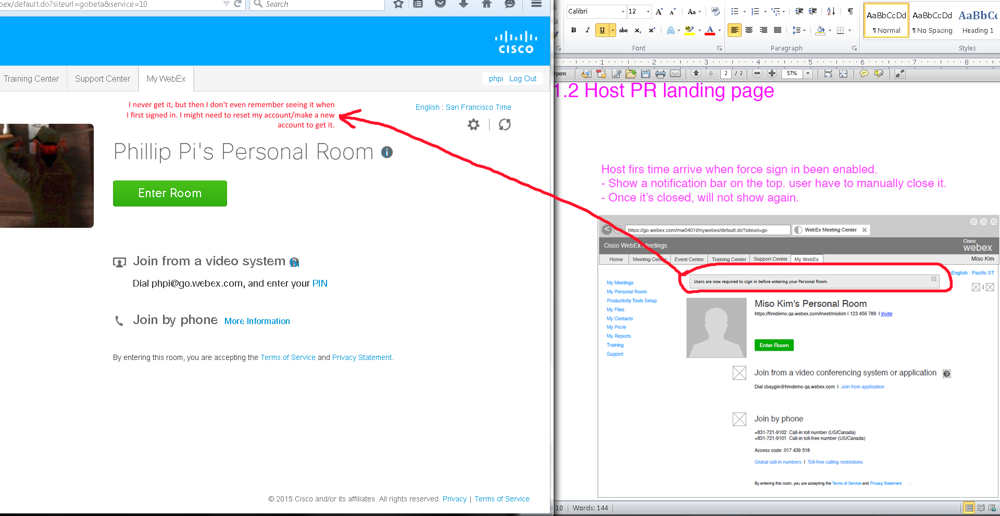 bex/default.do?siteurl=gobeta&service=10
Search
CISCO
Training Center
Support Center
My WebEx
phpi Log Out
I never get it, but then I don't even remember seeing it when
I first signed in. I might need to reset my account/make a new
account to get it.
English : San Francisco Time
Phillip Pi's Personal Room
Enter Room
Join from a video system
Dial phpi@go.webex.com, and enter your PIN
Join by phone More Information
By entering this room, you are accepting the Terms of Service and Privacy Statement.
© 2015 Cisco and/or its affiliates. All rights reserved. Privacy | Terms of Service
Calibri
12
Aa
B I U abc X₂ X²
A ab A
Font
Paragraph
AaBbCcDd AaBbCcDd AaBbCc
¶ Normal ¶ No Spacing Heading 1
Styles
1 2 3 4 5 6 7 8
pen
2 / 2
57%
1.2 Host PR landing page
Host firs time arrive when force sign in been enabled.
- Show a notification bar on the top. user have to manually close it.
- Once it's closed, will not show again.
https://go.webex.com/mw0401l/mywebex/default.do?siteurl=go
WebEx Meeting Center
Cisco WebEx Meetings
Cisco
webex
Home Meeting Center Event Center Training Center Support Center My WebEx
Miso Kim
English : Pacific ST
Users are now required to sign in before entering your Personal Room.
My Meetings
My Personal Room
Productivity Tools Setup
My Files
My Contacts
My Pro le
My Reports
Training
Support
Miso Kim's Personal Room
https://hmdemo.qa.webex.com/meet/miskim | 123 456 789 | Invite
Enter Room
Join from a video conferencing system or application
Dial sbaygin@hmdemo.qa.webex.com | Join from application
Join by phone
+831-721-9102 Call-in toll number (US/Canada)
+831-721-9101 Call-in toll-free number (US/Canada)
Access code: 017 439 518
Global call-in numbers | Toll-free calling restrictions
By entering this room, you are accepting the Terms of Service and Privacy Statement .
10
Words: 144